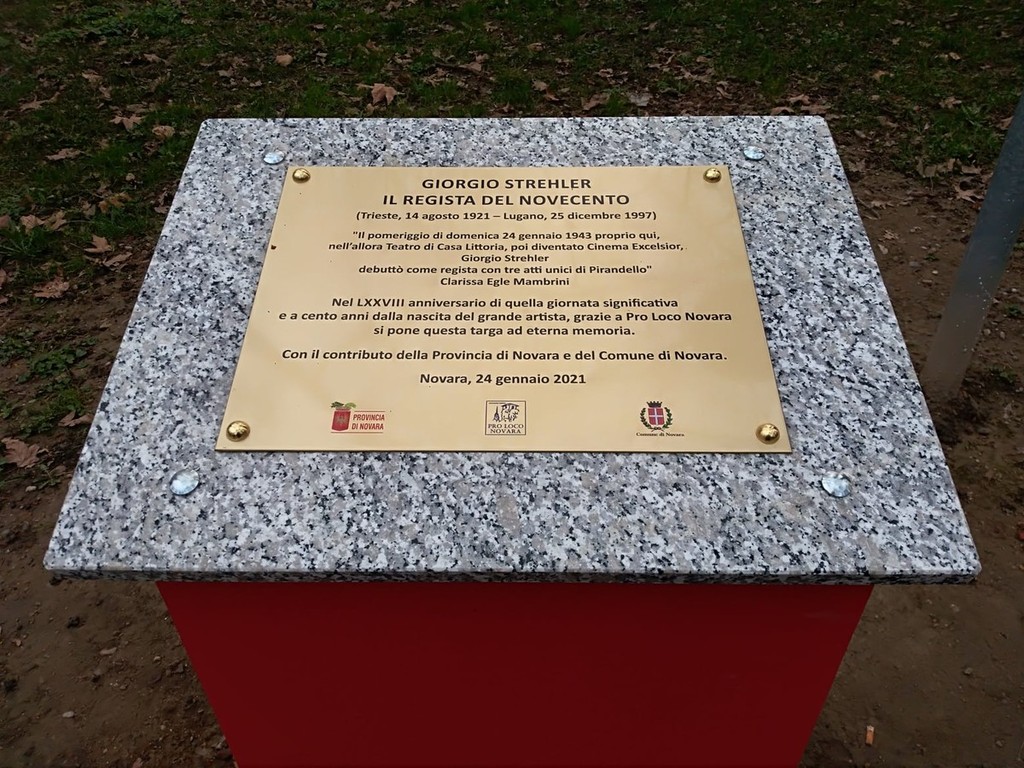 GIORGIO STREHLER
IL REGISTA DEL NOVECENTO
(Trieste, 14 agosto 1921 – Lugano, 25 dicembre 1997)
"Il pomeriggio di domenica 24 gennaio 1943 proprio qui,
nell'allora Teatro di Casa Littoria, poi diventato Cinema Excelsior,
Giorgio Strehler
debuttò come regista con tre atti unici di Pirandello"
Clarissa Egle Mambrini
Nel LXXVIII anniversario di quella giornata significativa
e a cento anni dalla nascita del grande artista, grazie a Pro Loco Novara
si pone questa targa ad eterna memoria.
Con il contributo della Provincia di Novara e del Comune di Novara.
Novara, 24 gennaio 2021
PROVINCIA
DI NOVARA
PRO LOCO
NOVARA
Comune di Novara